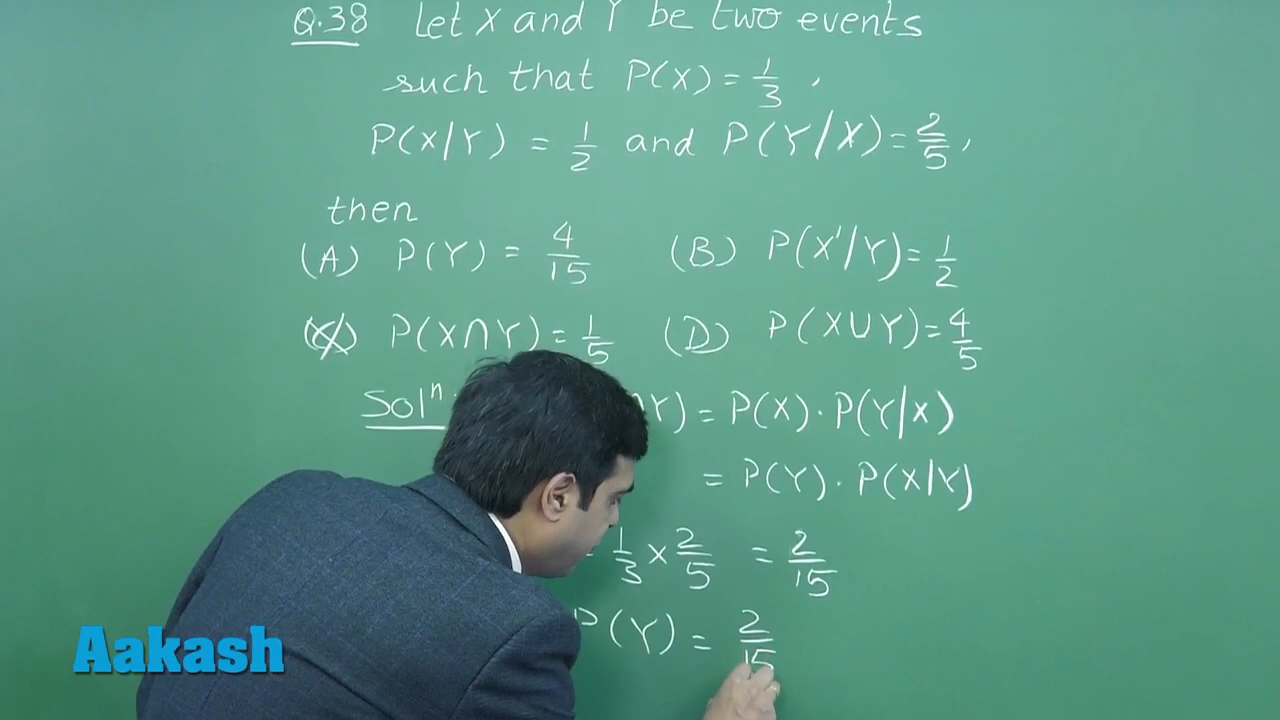 Q.38 Let X and Y be two events
such that P(X) = 1/3 ,
P(X/Y) = 1/2 and P(Y/X) = 2/5 ,
then
(A) P(Y) = 4/15 (B) P(X'/Y) = 1/2
P(X∩Y) = 1/5 (D) P(X∪Y) = 4/5
Solⁿ Y) = P(X) · P(Y/X)
= P(Y) · P(X/Y)
= 1/3 × 2/5 = 2/15
P(Y) = 2/15
Aakash